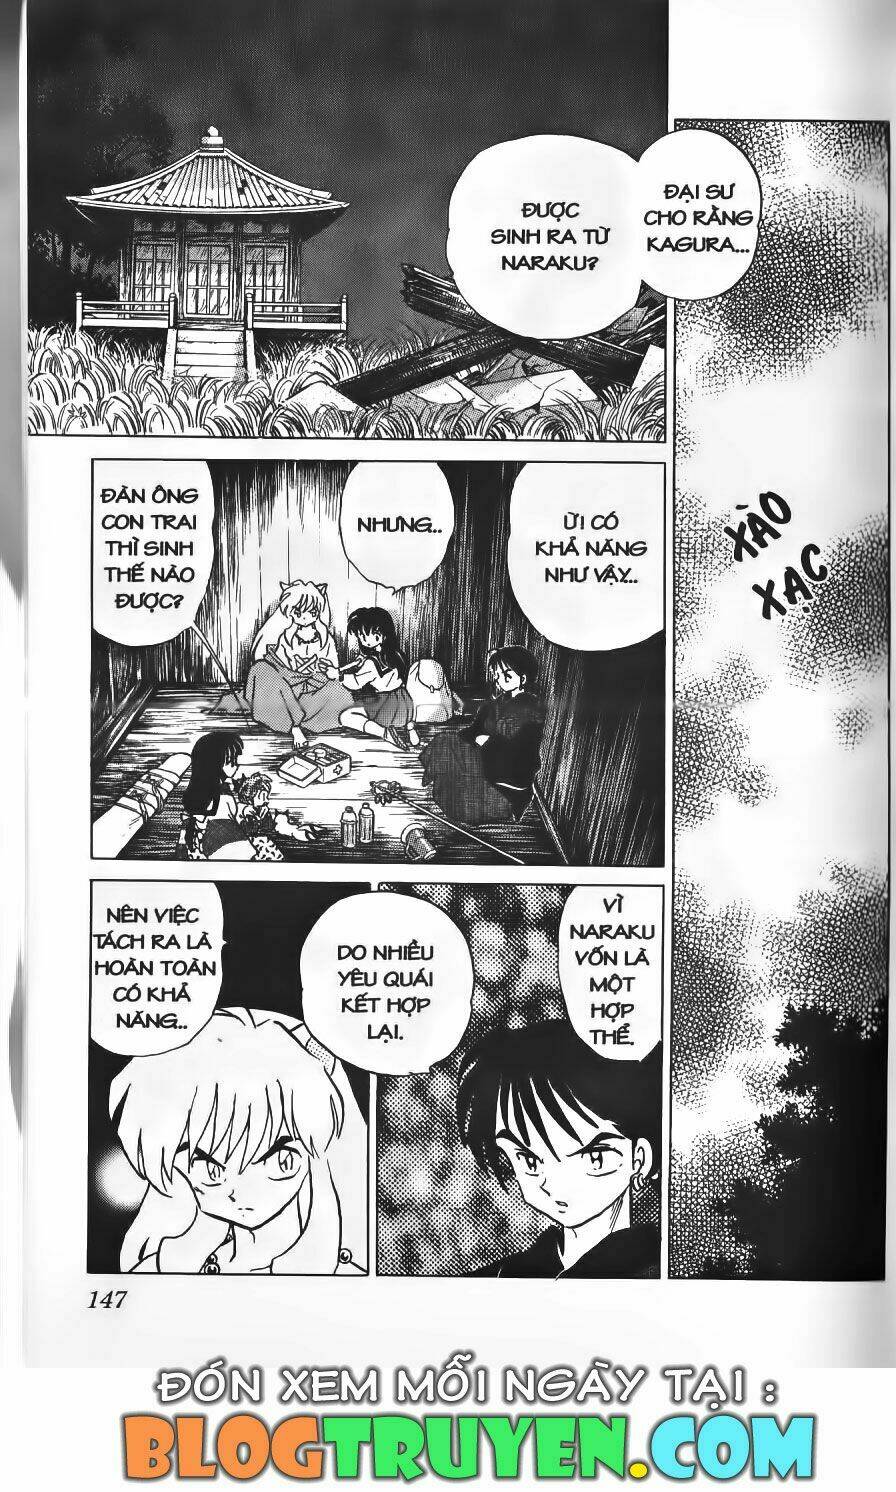 ĐẠI SƯ
CHO RẰNG
KAGURA...
ĐƯỢC
SINH RA TỪ
NARAKU?
XÀO
XẠC
ỪI CÓ
KHẢ NĂNG
NHƯ VẬY...
NHƯNG...
ĐÀN ÔNG
CON TRAI
THÌ SINH
THẾ NÀO
ĐƯỢC?
VÌ
NARAKU
VỐN LÀ
MỘT
HỢP
THỂ.
DO NHIỀU
YÊU QUÁI
KẾT HỢP
LẠI.
NÊN VIỆC
TÁCH RA LÀ
HOÀN TOÀN
CÓ KHẢ
NĂNG..
147
ĐÓN XEM MỖI NGÀY TẠI :
BLOGTRUYEN.COM